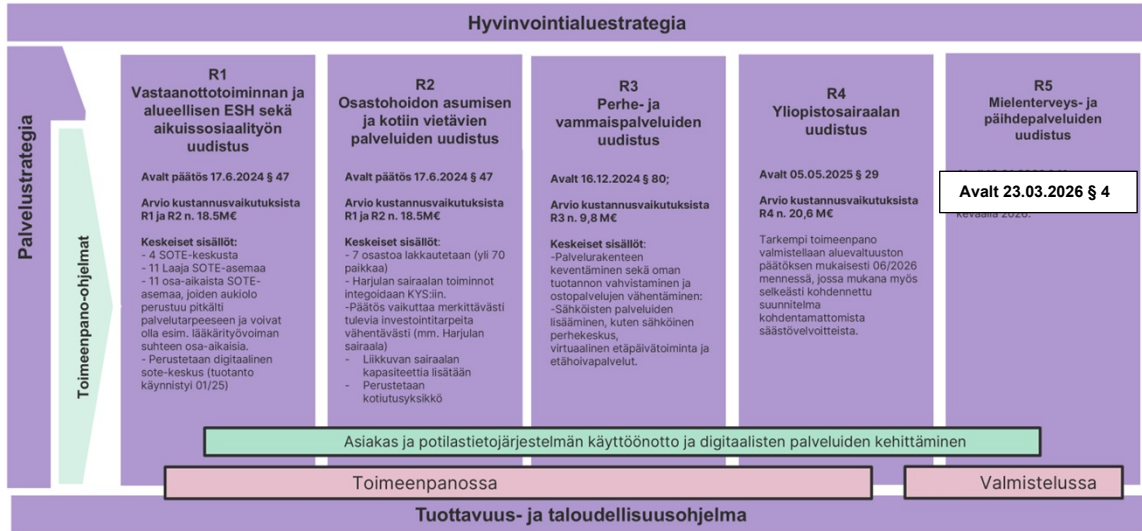 Hyvinvointialuestrategia
Palvelustrategia
Toimeenpano-ohjelmat
R1
Vastaanottotoiminnan ja
alueellisen ESH sekä
aikuissosiaalityön
uudistus
Avalt päätös 17.6.2024 § 47
Arvio kustannusvaikutuksista
R1 ja R2 n. 18.5M€
Keskeiset sisällöt:
- 4 SOTE-keskusta
- 11 Laaja SOTE-asemaa
- 11 osa-aikaista SOTE-
asemaa, joiden aukiolo
perustuu pitkälti
palvelutarpeeseen ja voivat
olla esim. lääkärityövoiman
suhteen osa-aikaisia.
- Perustetaan digitaalinen
sote-keskus (tuotanto
käynnistyi 01/25)
R2
Osastohoidon asumisen
ja kotiin vietävien
palveluiden uudistus
Avalt päätös 17.6.2024 § 47
Arvio kustannusvaikutuksista
R1 ja R2 n. 18.5M€
Keskeiset sisällöt:
- 7 osastoa lakkautetaan (yli 70
paikkaa)
- Harjulan sairaalan toiminnot
integoidaan KYS:iin.
-Päätös vaikuttaa merkittävästi
tulevia investointitarpeita
vähentävästi (mm. Harjulan
sairaala)
- Liikkuvan sairaalan
kapasiteettia lisätään
- Perustetaan
kotiutusyksikkö
R3
Perhe- ja
vammaispalveluiden
uudistus
Avalt 16.12.2024 § 80;
Arvio kustannusvaikutuksista
R3 n. 9,8 M€
Keskeiset sisällöt:
-Palvelurakenteen
keventäminen sekä oman
tuotannon vahvistaminen ja
ostopalvelujen vähentäminen:
-Sähköisten palveluiden
lisääminen, kuten sähköinen
perhekeskus,
virtuaalinen etäpäivätoiminta ja
etähoivapalvelut.
R4
Yliopistosairaalan
uudistus
Avalt 05.05.2025 § 29
Arvio kustannusvaikutuksista
R4 n. 20,6 M€
Tarkempi toimeenpano
valmistellaan aluevaltuuston
päätöksen mukaisesti 06/2026
mennessä, jossa mukana myös
selkeästi kohdennettu
suunnitelma
kohdentamattomista
säästövelvoitteista.
R5
Mielenterveys- ja
päihdepalveluiden
uudistus
Avalt 23.03.2026 § 4
keväällä 2026.
Asiakas ja potilastietojärjestelmän käyttöönotto ja digitaalisten palveluiden kehittäminen
Toimeenpanossa
Valmistelussa
Tuottavuus- ja taloudellisuusohjelma